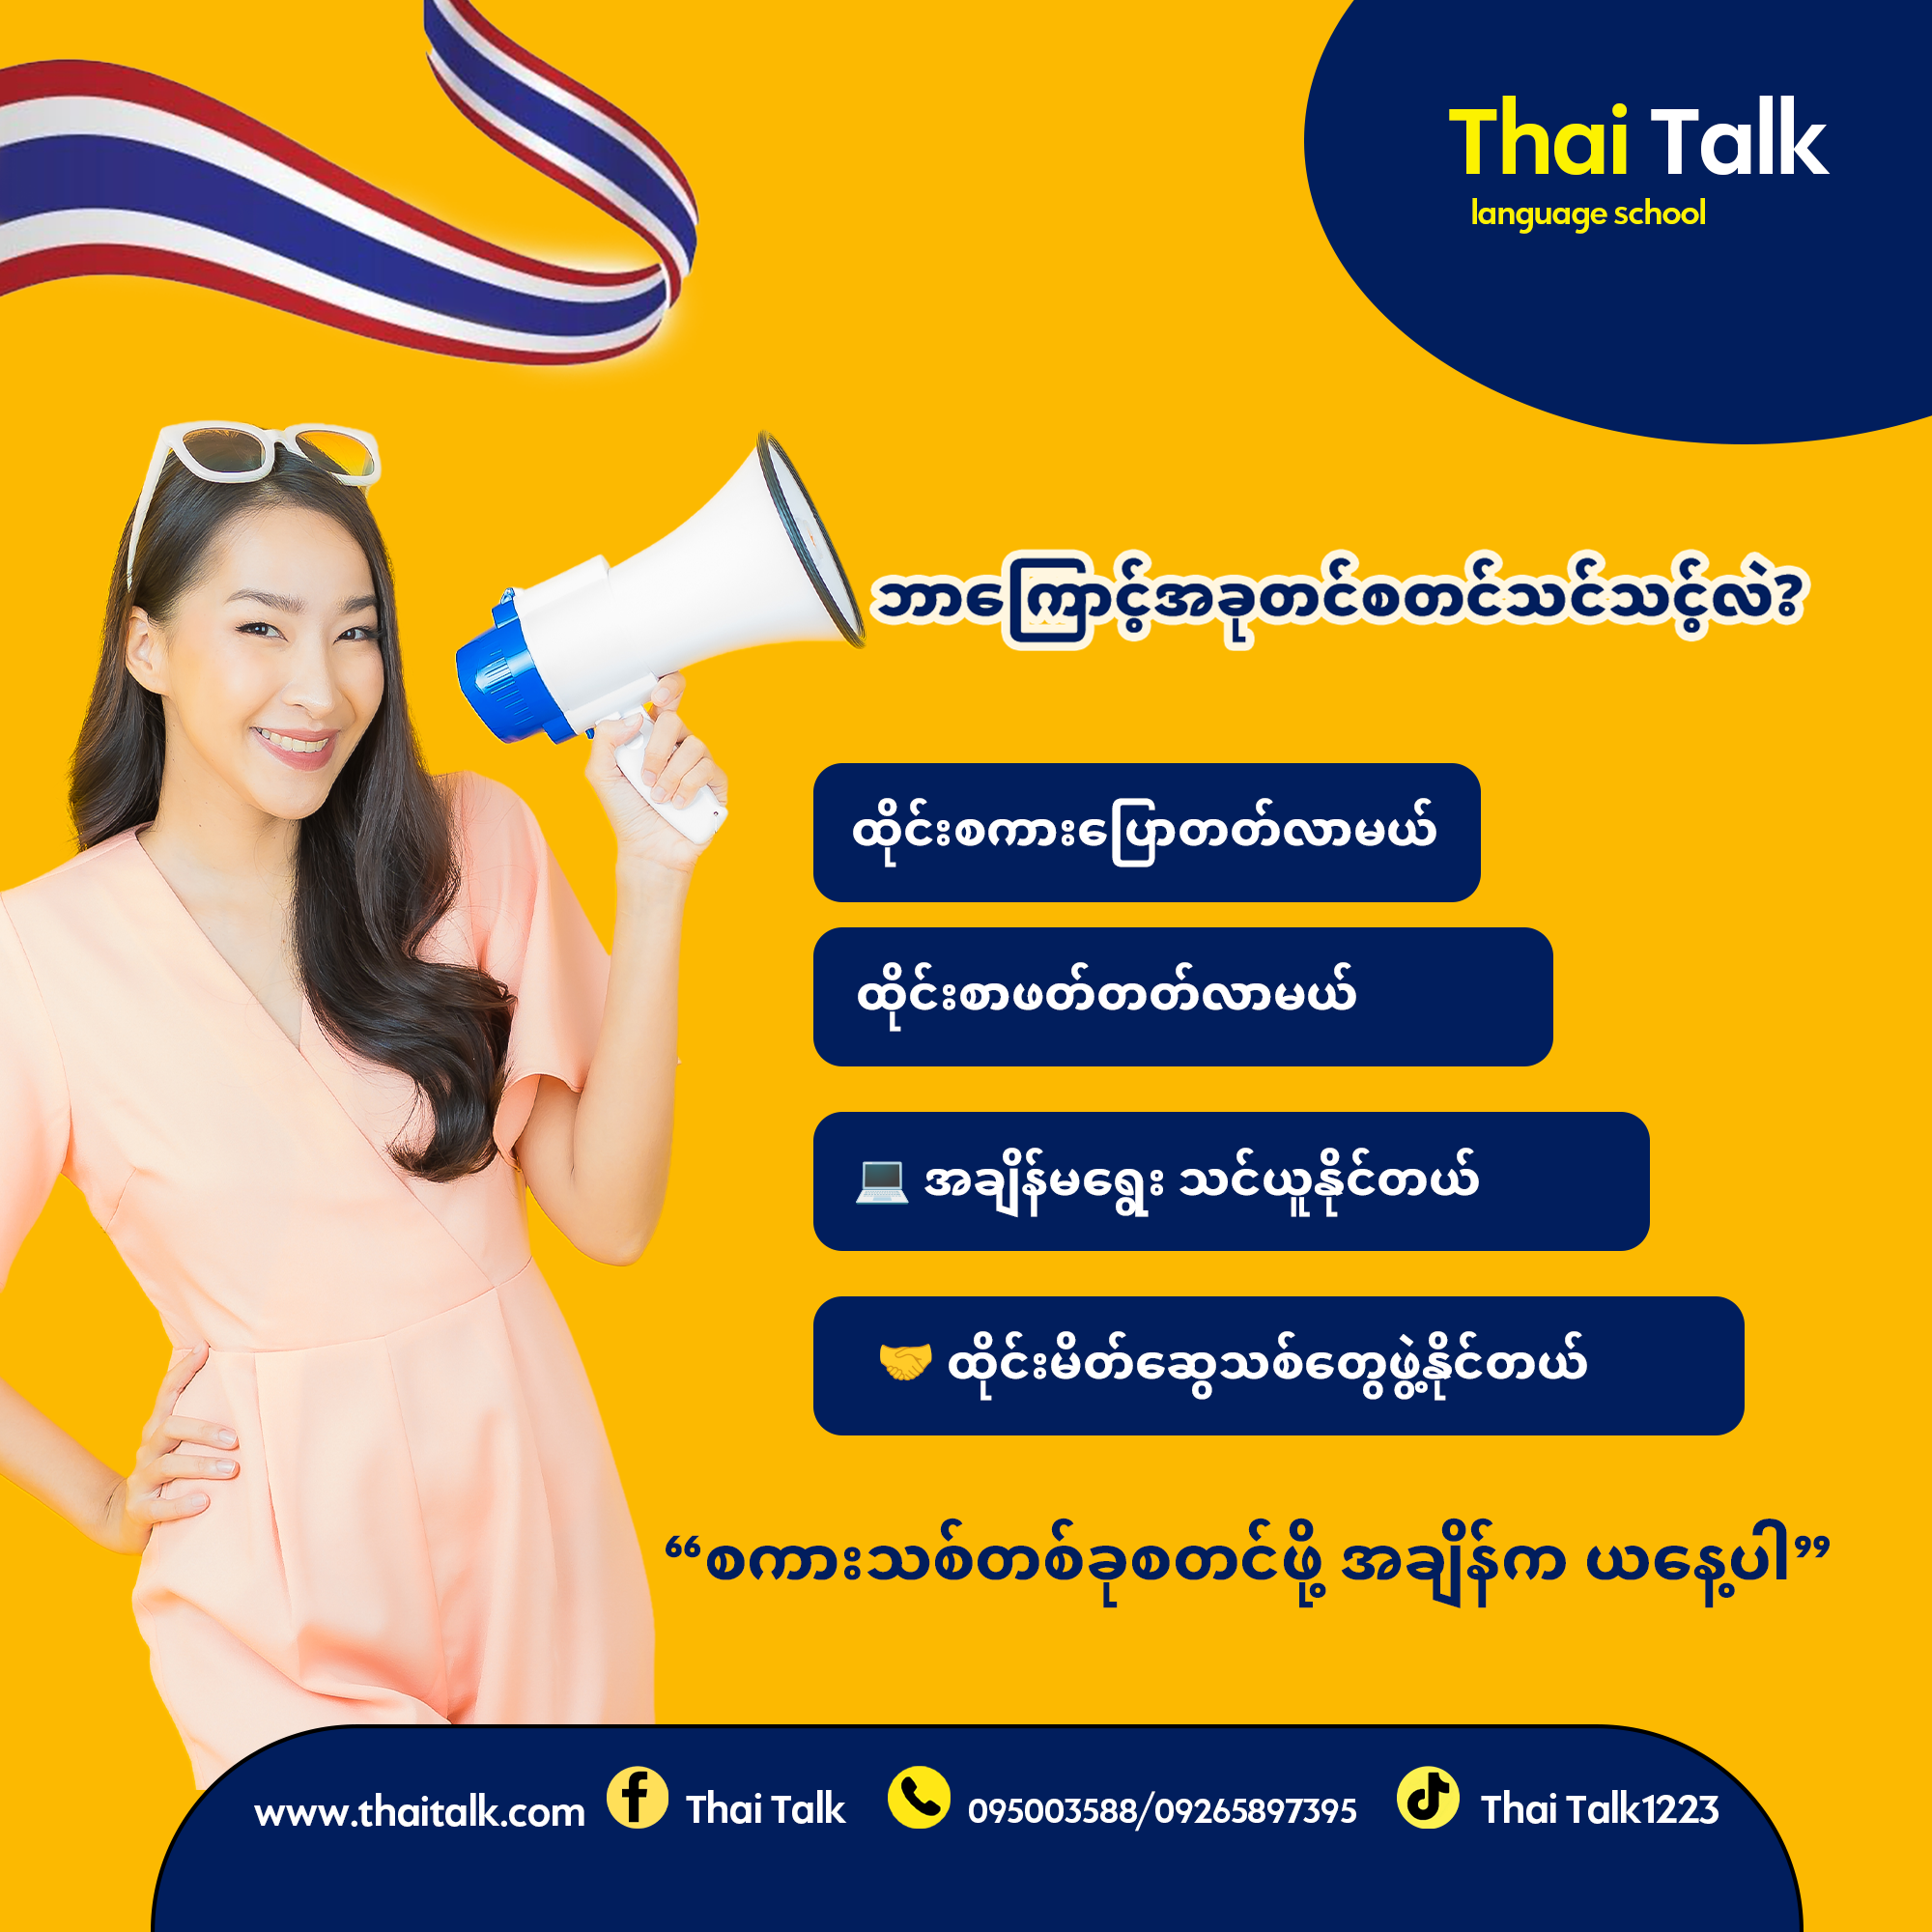 Thai Talk
language school
ဘာကြောင့်အခုတင်စတင်သင်သင့်လဲ?
ထိုင်းစကားပြောတတ်လာမယ်
ထိုင်းစာဖတ်တတ်လာမယ်
💻 အချိန်မရွေး သင်ယူနိုင်တယ်
🤝 ထိုင်းမိတ်ဆွေသစ်တွေဖွဲ့နိုင်တယ်
“စကားသစ်တစ်ခုစတင်ဖို့ အချိန်က ယနေ့ပါ”
www.thaitalk.com Thai Talk 095003588/09265897395 Thai Talk1223